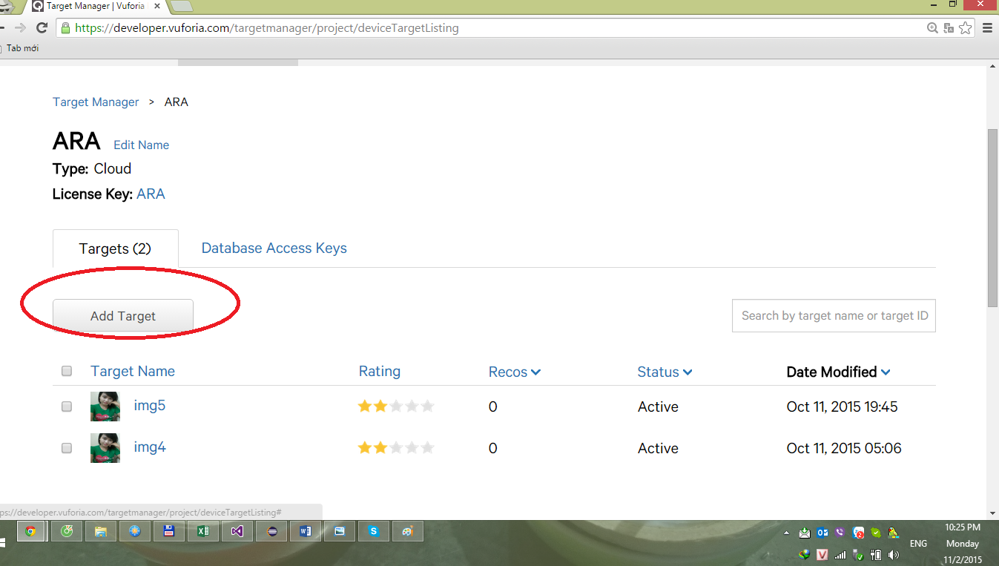 Target Manager | Vuforia
https://developer.vuforia.com/targetmanager/project/deviceTargetListing
Tab mới
Target Manager > ARA
ARA Edit Name
Type: Cloud
License Key: ARA
Targets (2) Database Access Keys
Add Target Search by target name or target ID
Target Name Rating Recos Status Date Modified
img5 0 Active Oct 11, 2015 19:45
img4 0 Active Oct 11, 2015 05:06
ps://developer.vuforia.com/targetmanager/project/deviceTargetListing#
10:25 PM
ENG Monday
11/2/2015